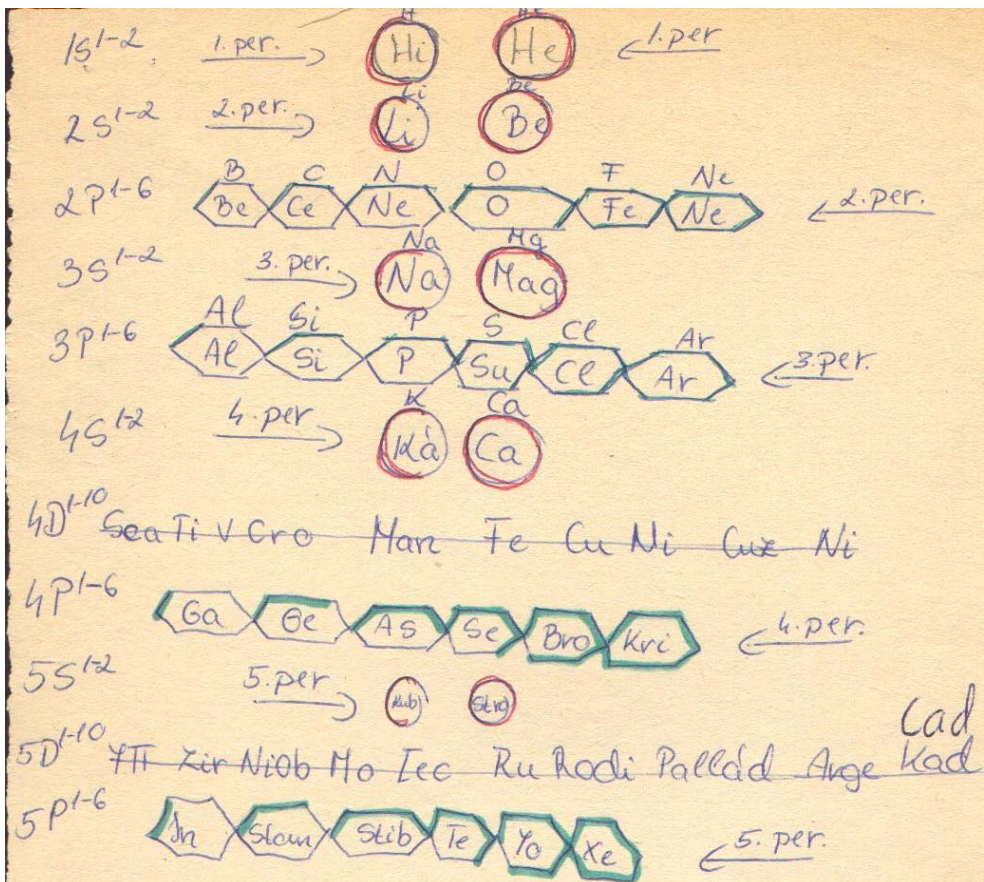 H He
1S1-2 1.per. Hi He 1.per
Li Be
2S1-2 2.per. Li Be
B C N O F Ne
2P1-6 Be Ce Ne O Fe Ne 2.per.
Na Mg
3S1-2 3.per. Na Mag
Al Si P S Cl Ar
3P1-6 Al Si P Su Cl Ar 3.per.
K Ca
4S1-2 4.per Ká Ca
4D1-10 Sca Ti V Cro Man Fe Cu Ni Cuz Ni
4P1-6 Ga Ge As Se Bro Kri 4.per.
5S1-2 5.per Rubi Stro
Cad
5D1-10 Zir Niob Mo Tec Ru Rodi Pallád Arge Kad
5P1-6 In Stan Stib Te Yo Xe 5.per.